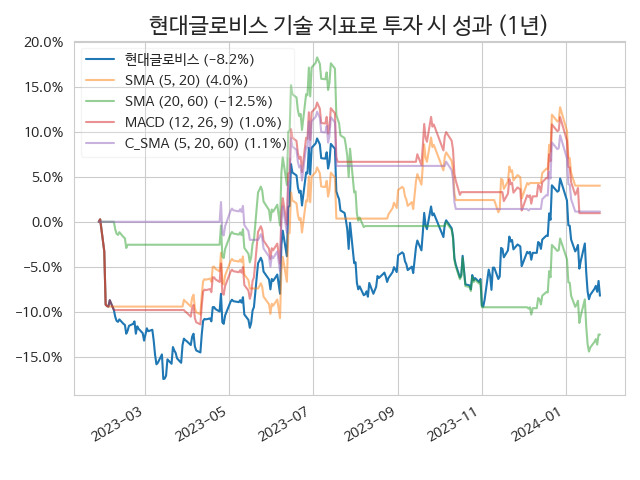 현대글로비스 기술 지표로 투자 시 성과 (1년)
20.0%
15.0%
10.0%
5.0%
0.0%
−5.0%
−10.0%
−15.0%
현대글로비스 (−8.2%)
SMA (5, 20) (4.0%)
SMA (20, 60) (−12.5%)
MACD (12, 26, 9) (1.0%)
C_SMA (5, 20, 60) (1.1%)
2023−03
2023−05
2023−07
2023−09
2023−11
2024−01